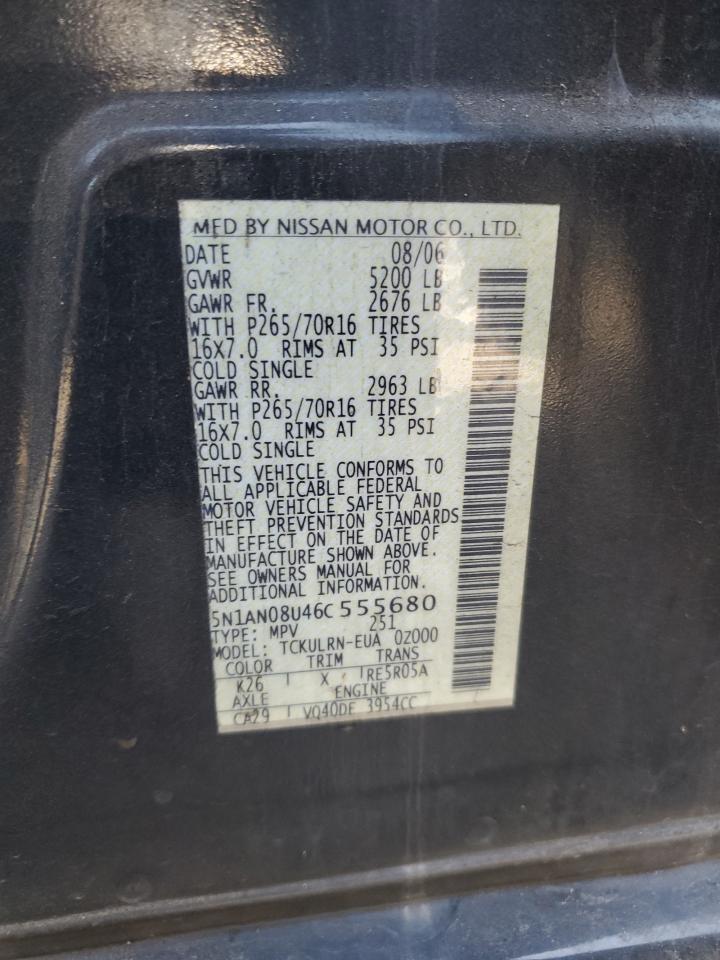 MFD BY NISSAN MOTOR CO., LTD.
DATE 08/06
GVWR 5200 LB
GAWR FR. 2676 LB
WITH P265/70R16 TIRES
16X7.0 RIMS AT 35 PSI
COLD SINGLE
GAWR RR. 2963 LB
WITH P265/70R16 TIRES
16X7.0 RIMS AT 35 PSI
COLD SINGLE
THIS VEHICLE CONFORMS TO
ALL APPLICABLE FEDERAL
MOTOR VEHICLE SAFETY AND
THEFT PREVENTION STANDARDS
IN EFFECT ON THE DATE OF
MANUFACTURE SHOWN ABOVE.
SEE OWNERS MANUAL FOR
ADDITIONAL INFORMATION.
5N1AN08U46C555680
TYPE: MPV 251
MODEL: TCKULRN-EUA 0Z000
COLOR TRIM TRANS
K26 X RE5R05A
AXLE ENGINE
CA29 VQ40DE 3954CC